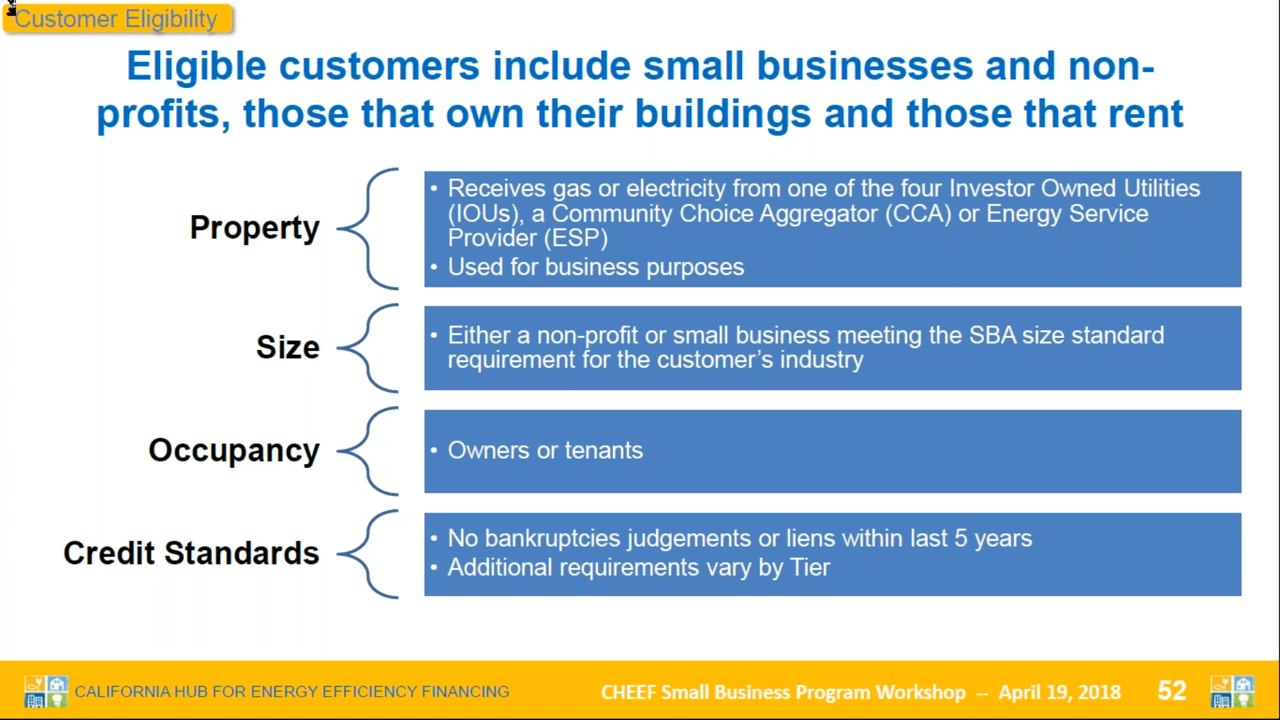 Customer Eligibility
Eligible customers include small businesses and non-
profits, those that own their buildings and those that rent
Property
• Receives gas or electricity from one of the four Investor Owned Utilities
(IOUs), a Community Choice Aggregator (CCA) or Energy Service
Provider (ESP)
• Used for business purposes
Size
• Either a non-profit or small business meeting the SBA size standard
requirement for the customer’s industry
Occupancy
• Owners or tenants
Credit Standards
• No bankruptcies judgements or liens within last 5 years
• Additional requirements vary by Tier
CALIFORNIA HUB FOR ENERGY EFFICIENCY FINANCING
CHEEF Small Business Program Workshop -- April 19, 2018
52